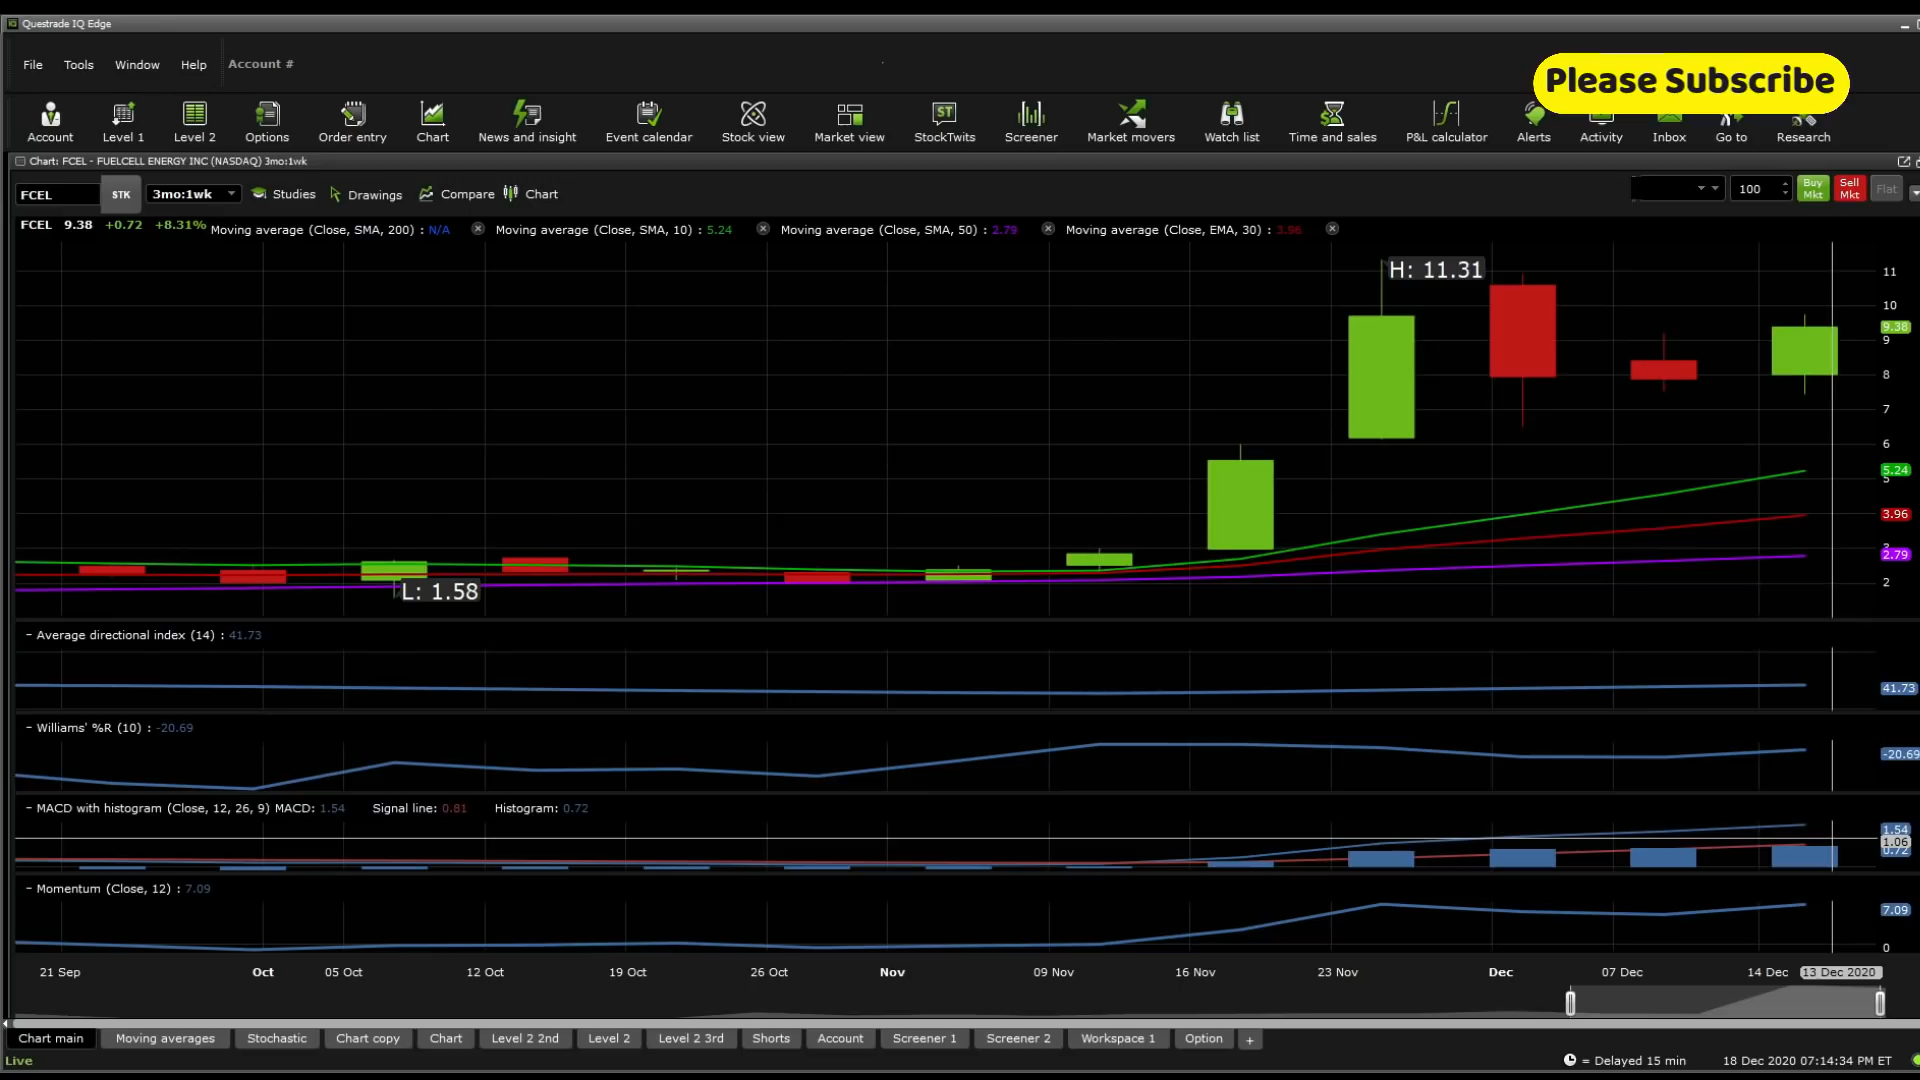 Questrade IQ Edge
File Tools Window Help Account #
Please Subscribe
Account Level 1 Level 2 Options Order entry Chart News and insight Event calendar Stock view Market view StockTwits Screener Market movers Watch list Time and sales P&L calculator Alerts Activity Inbox Go to Research
Chart: FCEL - FUELCELL ENERGY INC (NASDAQ) 3mo:1wk
FCEL STK 3mo:1wk Studies Drawings Compare Chart 100 Buy Mkt Sell Mkt Flat
FCEL 9.38 +0.72 +8.31% Moving average (Close, SMA, 200) : N/A Moving average (Close, SMA, 10) : 5.24 Moving average (Close, SMA, 50) : 2.79 Moving average (Close, EMA, 30) : 3.96
H: 11.31
11
10
9.38
9
8
7
6
5.24
5
3.96
3
2.79
L: 1.58
2
- Average directional index (14) : 41.73
41.73
- Williams' %R (10) : -20.69
-20.69
- MACD with histogram (Close, 12, 26, 9) MACD: 1.54 Signal line: 0.81 Histogram: 0.72
1.54
1.06
0.72
- Momentum (Close, 12) : 7.09
7.09
0
21 Sep Oct 05 Oct 12 Oct 19 Oct 26 Oct Nov 09 Nov 16 Nov 23 Nov Dec 07 Dec 14 Dec 13 Dec 2020
Chart main Moving averages Stochastic Chart copy Chart Level 2 2nd Level 2 Level 2 3rd Shorts Account Screener 1 Screener 2 Workspace 1 Option +
Live = Delayed 15 min 18 Dec 2020 07:14:34 PM ET